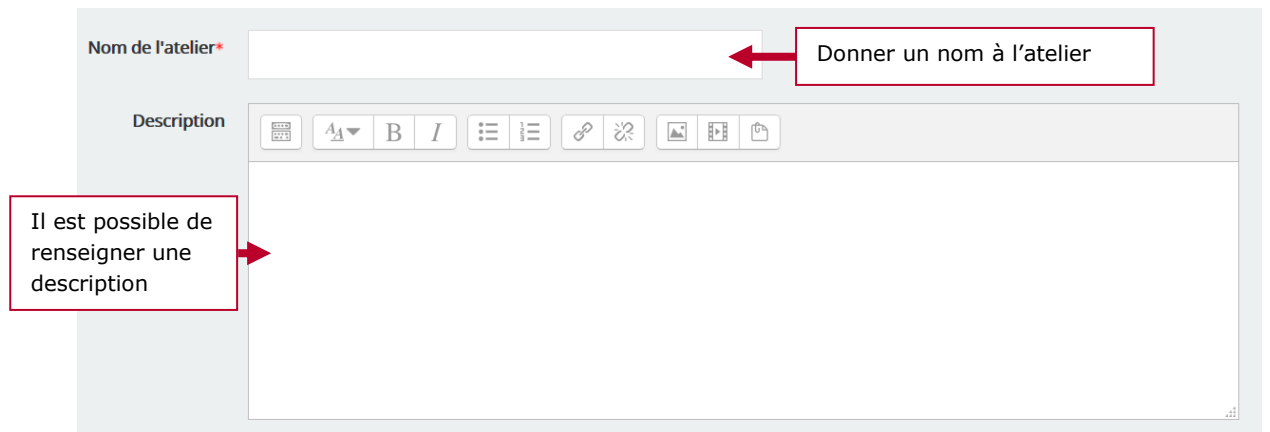 Nom de l'atelier*
Donner un nom à l’atelier
Description
B I
Il est possible de
renseigner une
description